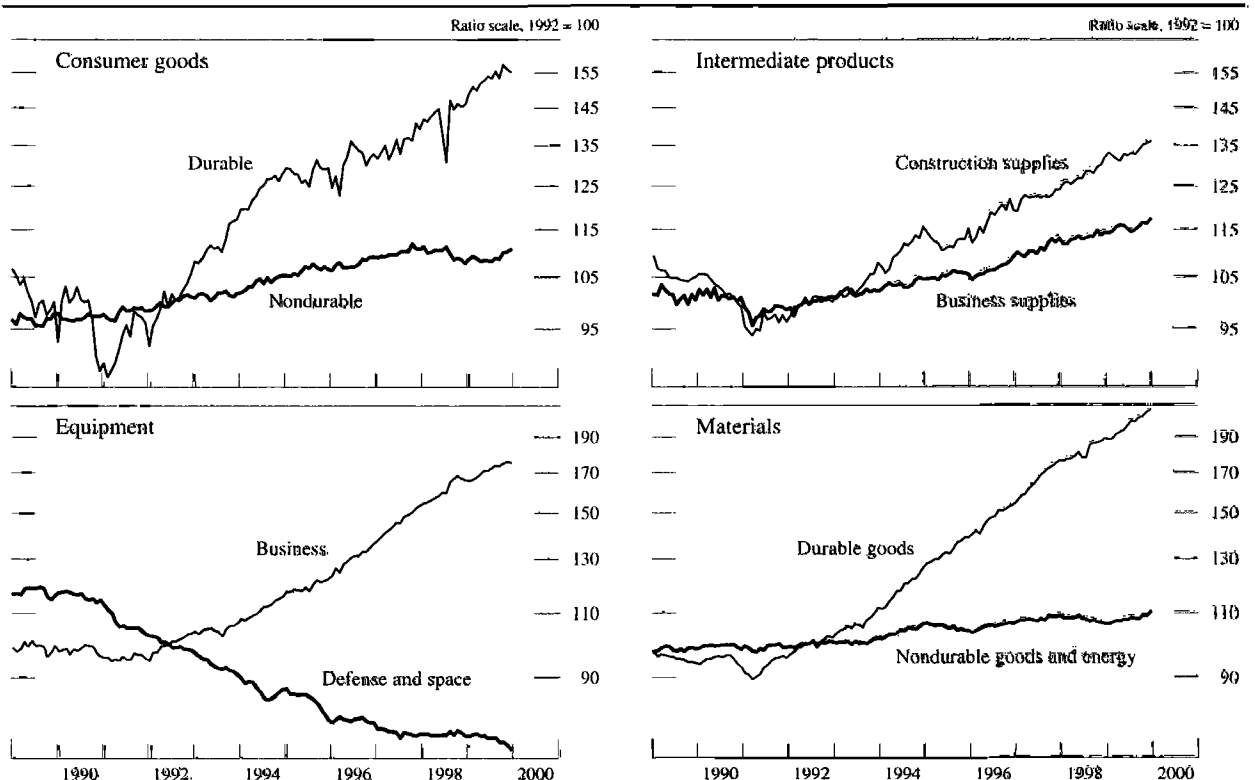 Ratio scale, 1992 = 100
Consumer goods
155
145
Durable
135
125
115
105
Nondurable
95
Ratio scale, 1992 = 100
Intermediate products
155
145
135
Construction supplies
125
115
105
Business supplies
95
Equipment
190
170
150
Business
130
110
Defense and space
90
1990 1992 1994 1996 1998 2000
Materials
190
170
150
Durable goods
130
110
Nondurable goods and energy
90
1990 1992 1994 1996 1998 2000